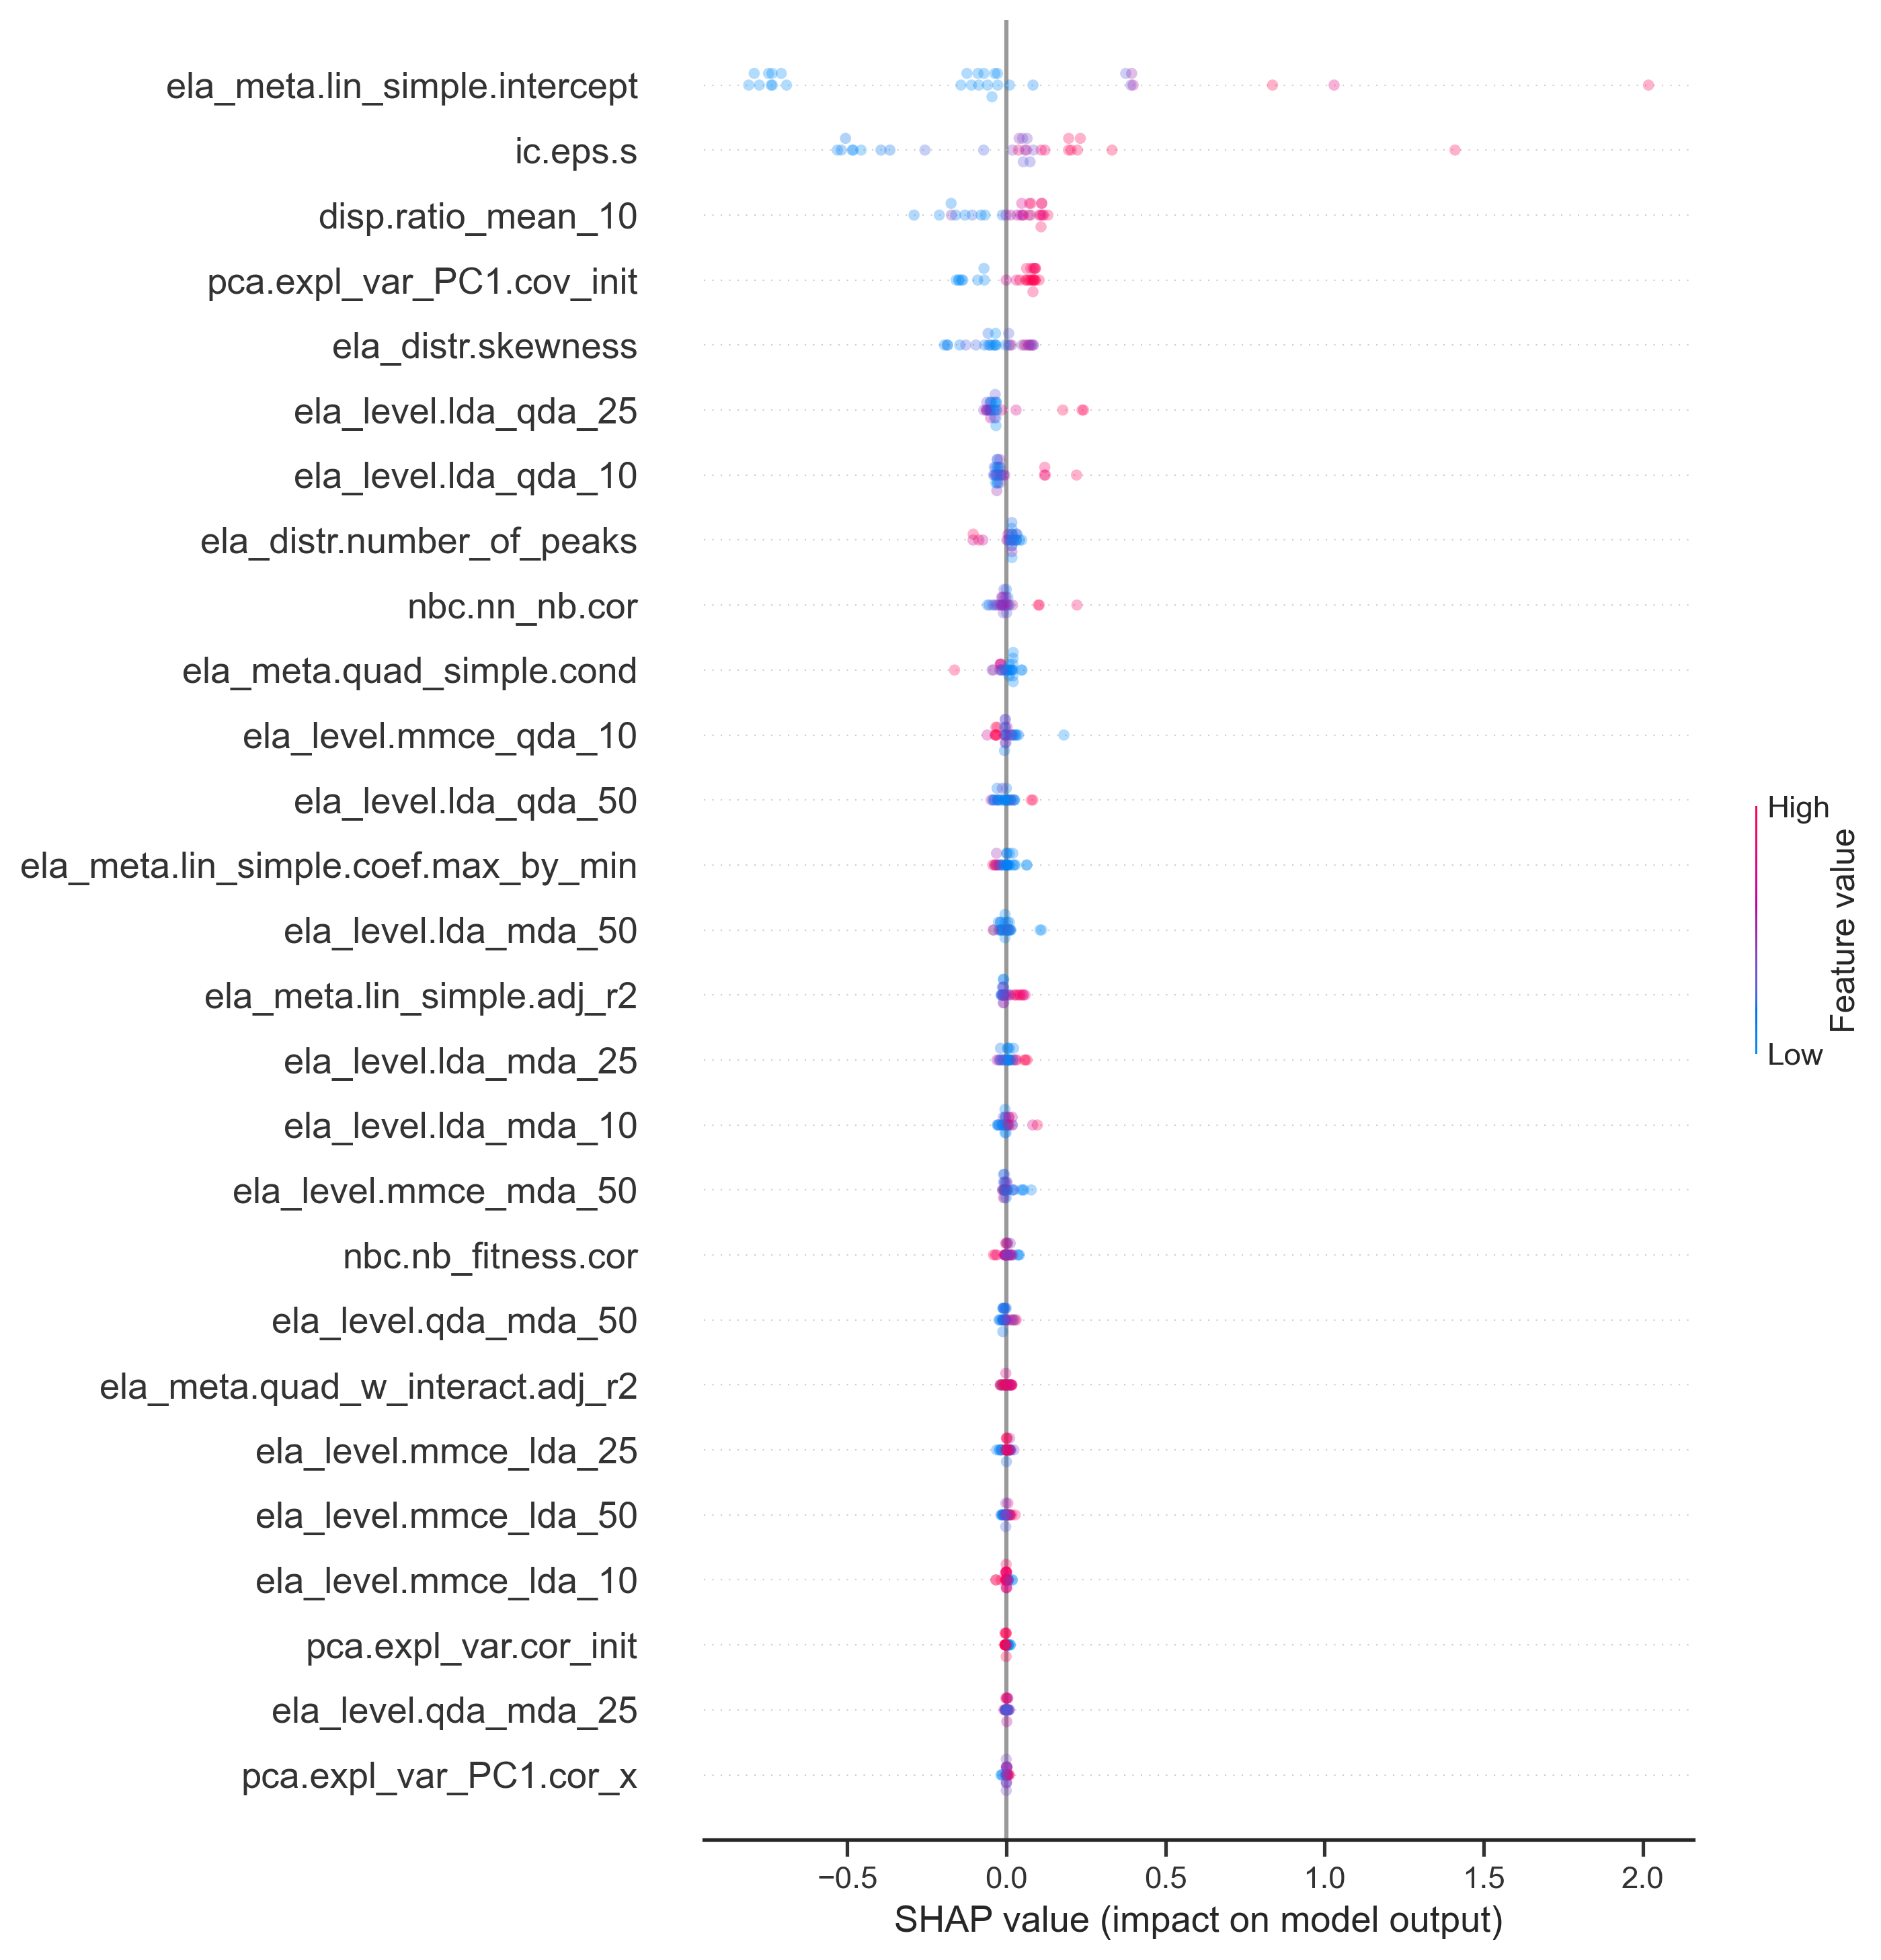 ela_meta.lin_simple.intercept
ic.eps.s
disp.ratio_mean_10
pca.expl_var_PC1.cov_init
ela_distr.skewness
ela_level.lda_qda_25
ela_level.lda_qda_10
ela_distr.number_of_peaks
nbc.nn_nb.cor
ela_meta.quad_simple.cond
ela_level.mmce_qda_10
ela_level.lda_qda_50
ela_meta.lin_simple.coef.max_by_min
ela_level.lda_mda_50
ela_meta.lin_simple.adj_r2
ela_level.lda_mda_25
ela_level.lda_mda_10
ela_level.mmce_mda_50
nbc.nb_fitness.cor
ela_level.qda_mda_50
ela_meta.quad_w_interact.adj_r2
ela_level.mmce_lda_25
ela_level.mmce_lda_50
ela_level.mmce_lda_10
pca.expl_var.cor_init
ela_level.qda_mda_25
pca.expl_var_PC1.cor_x
−0.5 0.0 0.5 1.0 1.5 2.0
SHAP value (impact on model output)
High
Feature value
Low